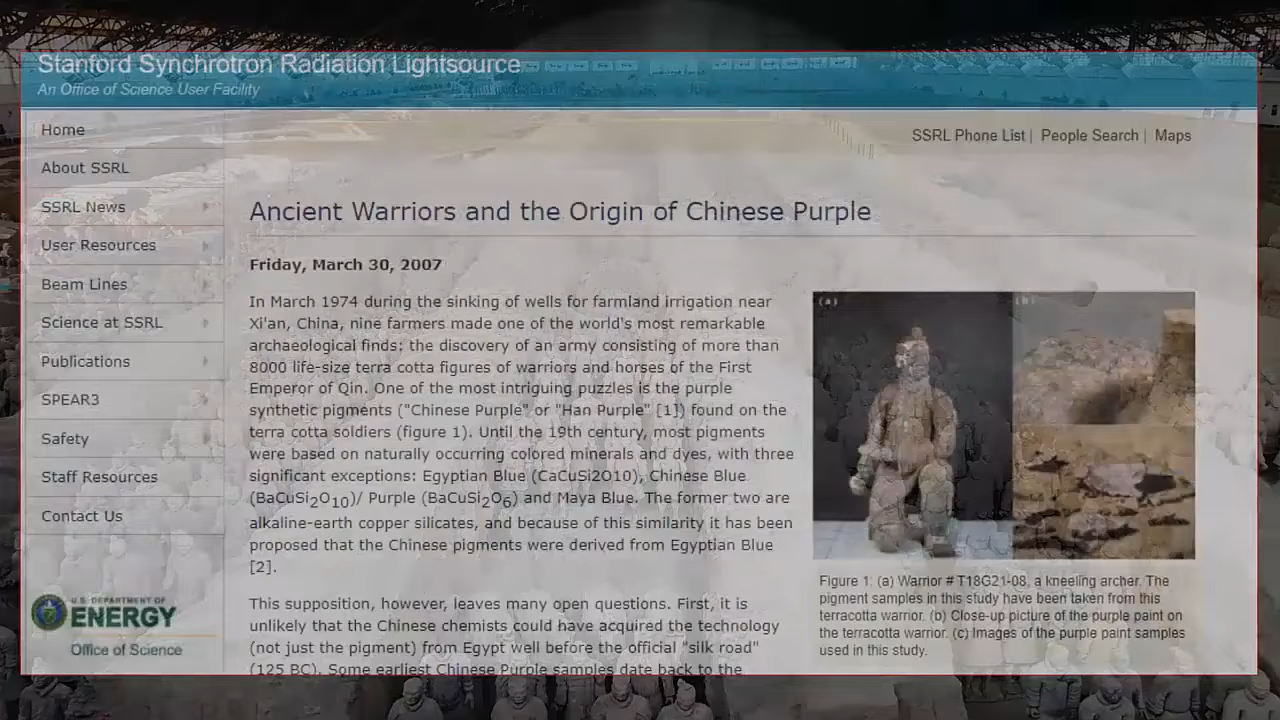 Stanford Synchrotron Radiation Lightsource
An Office of Science User Facility
SSRL Phone List | People Search | Maps
Home
About SSRL
SSRL News
User Resources
Beam Lines
Science at SSRL
Publications
SPEAR3
Safety
Staff Resources
Contact Us
U.S. DEPARTMENT OF
ENERGY
Office of Science
Ancient Warriors and the Origin of Chinese Purple
Friday, March 30, 2007
In March 1974 during the sinking of wells for farmland irrigation near
Xi'an, China, nine farmers made one of the world's most remarkable
archaeological finds: the discovery of an army consisting of more than
8000 life-size terra cotta figures of warriors and horses of the First
Emperor of Qin. One of the most intriguing puzzles is the purple
synthetic pigments ("Chinese Purple" or "Han Purple" [1]) found on the
terra cotta soldiers (figure 1). Until the 19th century, most pigments
were based on naturally occurring colored minerals and dyes, with three
significant exceptions: Egyptian Blue (CaCuSi2O10), Chinese Blue
(BaCuSi₂O₁₀)/ Purple (BaCuSi₂O₆) and Maya Blue. The former two are
alkaline-earth copper silicates, and because of this similarity it has been
proposed that the Chinese pigments were derived from Egyptian Blue
[2].
This supposition, however, leaves many open questions. First, it is
unlikely that the Chinese chemists could have acquired the technology
(not just the pigment) from Egypt well before the official "silk road"
(125 BC). Some earliest Chinese Purple samples date back to the
(a) (b)
Figure 1: (a) Warrior # T18G21-08, a kneeling archer. The
pigment samples in this study have been taken from this
terracotta warrior. (b) Close-up picture of the purple paint on
the terracotta warrior. (c) Images of the purple paint samples
used in this study.